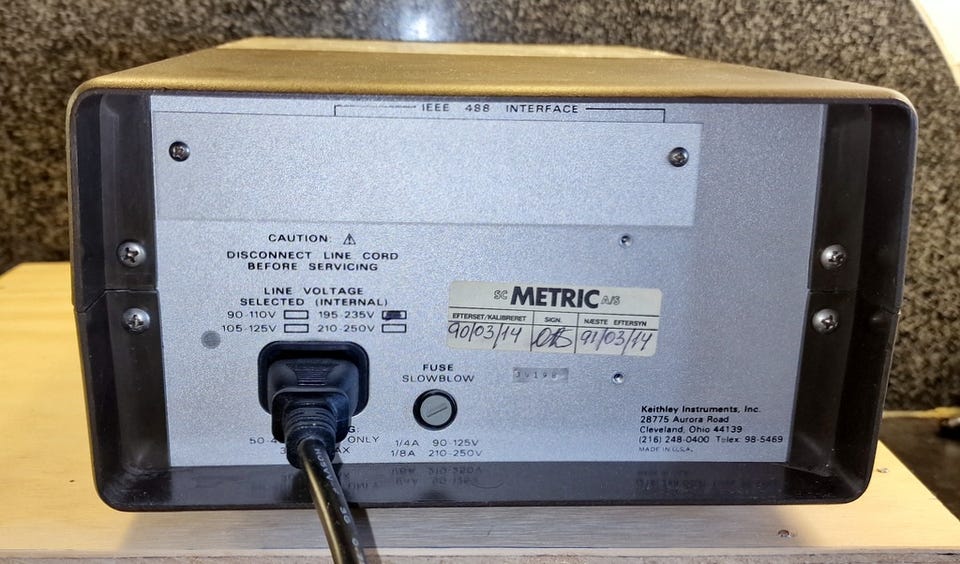 IEEE 488 INTERFACE
CAUTION: ⚠
DISCONNECT LINE CORD
BEFORE SERVICING
LINE VOLTAGE
SELECTED (INTERNAL)
90-110V 195-235V
105-125V 210-250V
SC METRIC A/S
EFTERSET/KALIBRERET SIGN. NÆSTE EFTERSYN
90/03/14 91/03/14
FUSE
SLOWBLOW
1/4A 90-125V
1/8A 210-250V
50-4 ONLY
AX
Keithley Instruments, Inc.
28775 Aurora Road
Cleveland, Ohio 44139
(216) 248-0400 Telex: 98-5469
MADE IN U.S.A.